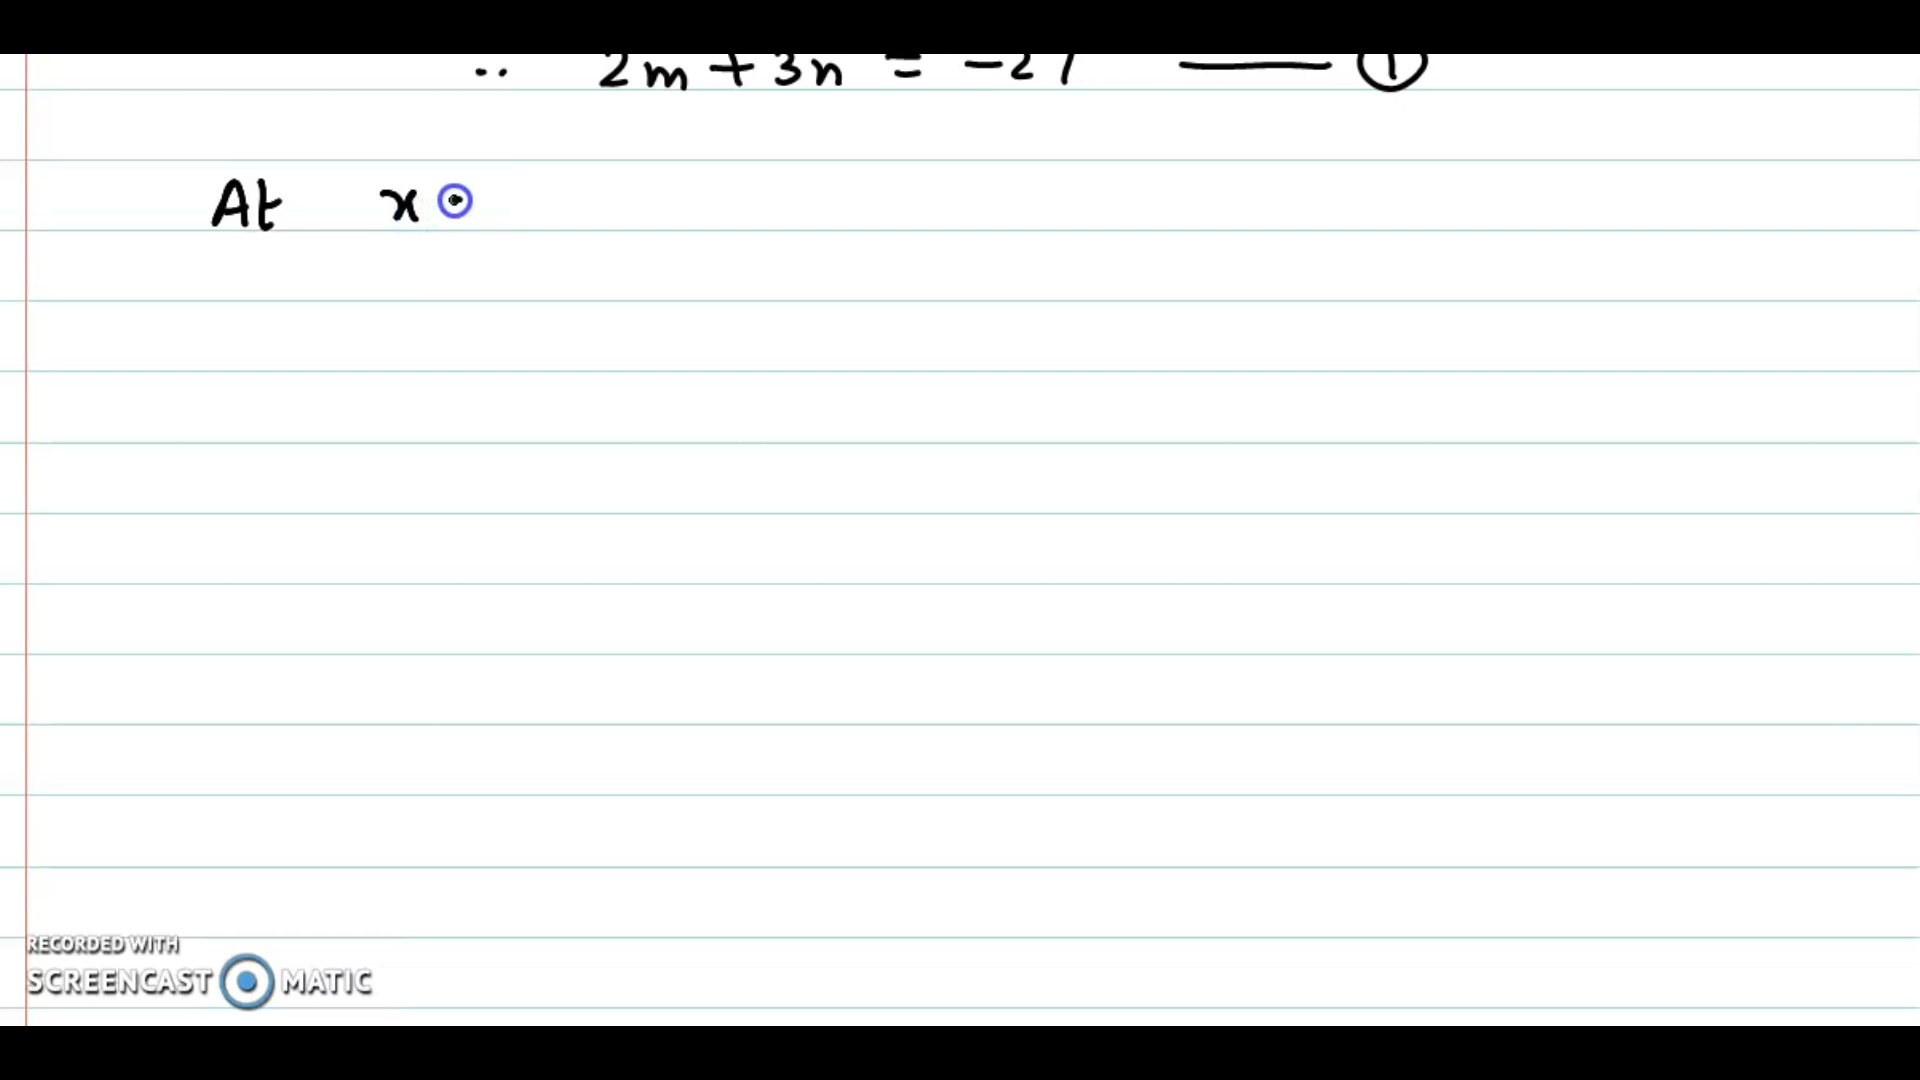 ∴ 2m + 3n = -27 —— ①
At x
RECORDED WITH
SCREENCAST MATIC